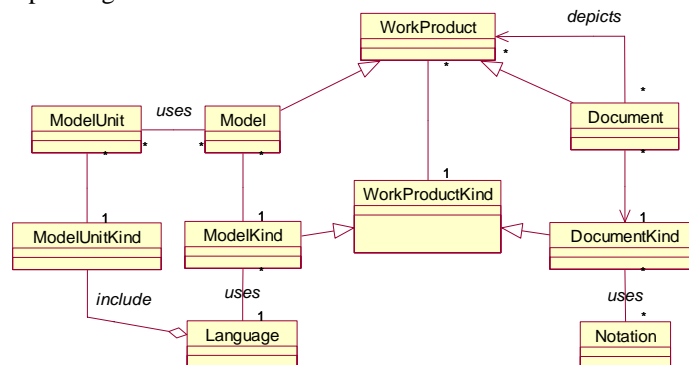 WorkProduct
depicts
*
*
*
uses
ModelUnit
Model
Document
*
*
*
*
*
1
WorkProductKind
1
1
1
ModelUnitKind
ModelKind
DocumentKind
*
include
uses
uses
1
*
Language
Notation